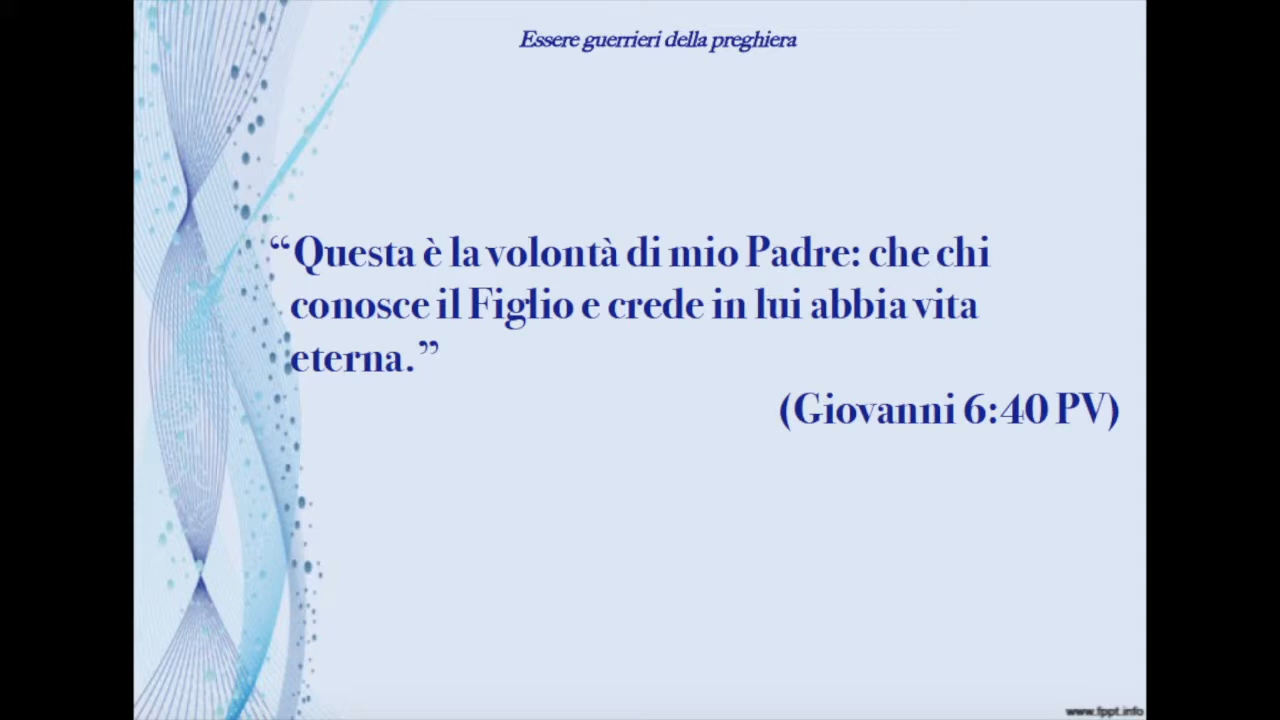 Essere guerrieri della preghiera
“Questa è la volontà di mio Padre: che chi
conosce il Figlio e crede in lui abbia vita
eterna.”
(Giovanni 6:40 PV)
www.fppt.info